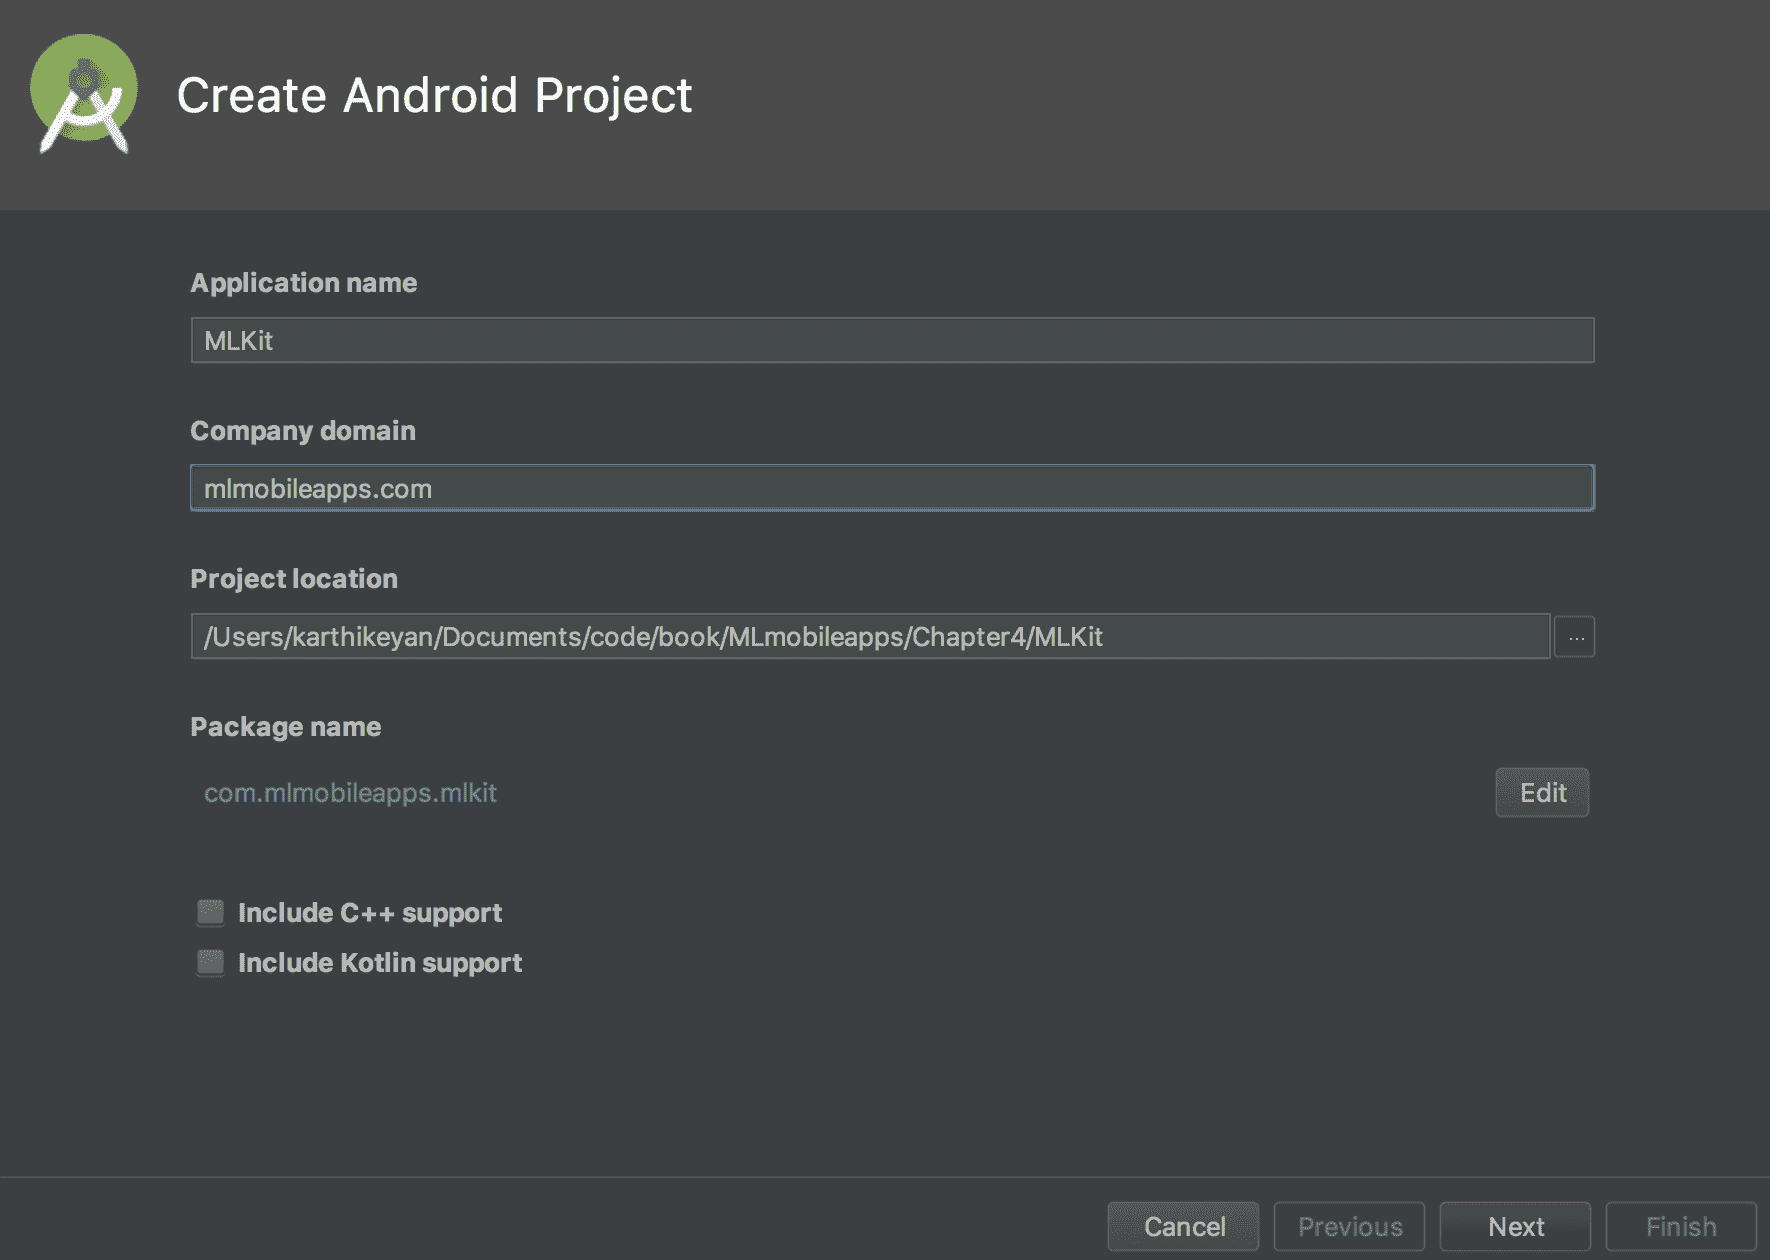 Create Android Project
Application name
MLKit
Company domain
mlmobileapps.com
Project location
/Users/karthikeyan/Documents/code/book/MLmobileapps/Chapter4/MLKit
...
Package name
com.mlmobileapps.mlkit
Edit
Include C++ support
Include Kotlin support
Cancel Previous Next Finish